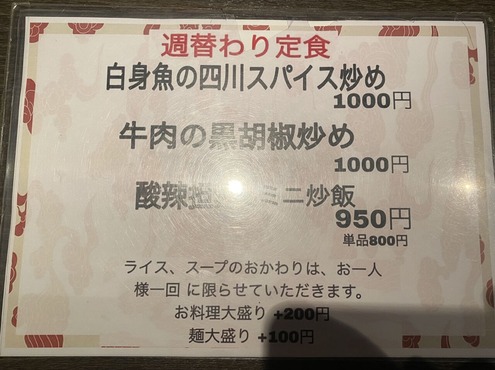 週替わり定食
白身魚の四川スパイス炒め
1000円
牛肉の黒胡椒炒め
1000円
酸辣 ミニ炒飯
950円
単品800円
ライス、スープのおかわりは、お一人
様一回 に限らせていただきます。
お料理大盛り +200円
麺大盛り +100円